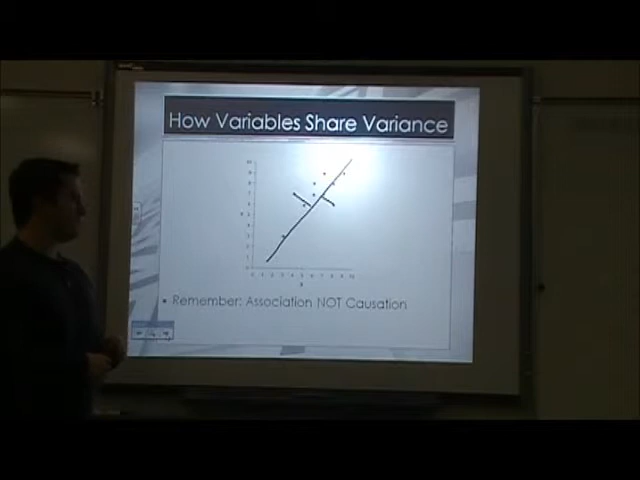 How Variables Share Variance
• Remember: Association NOT Causation